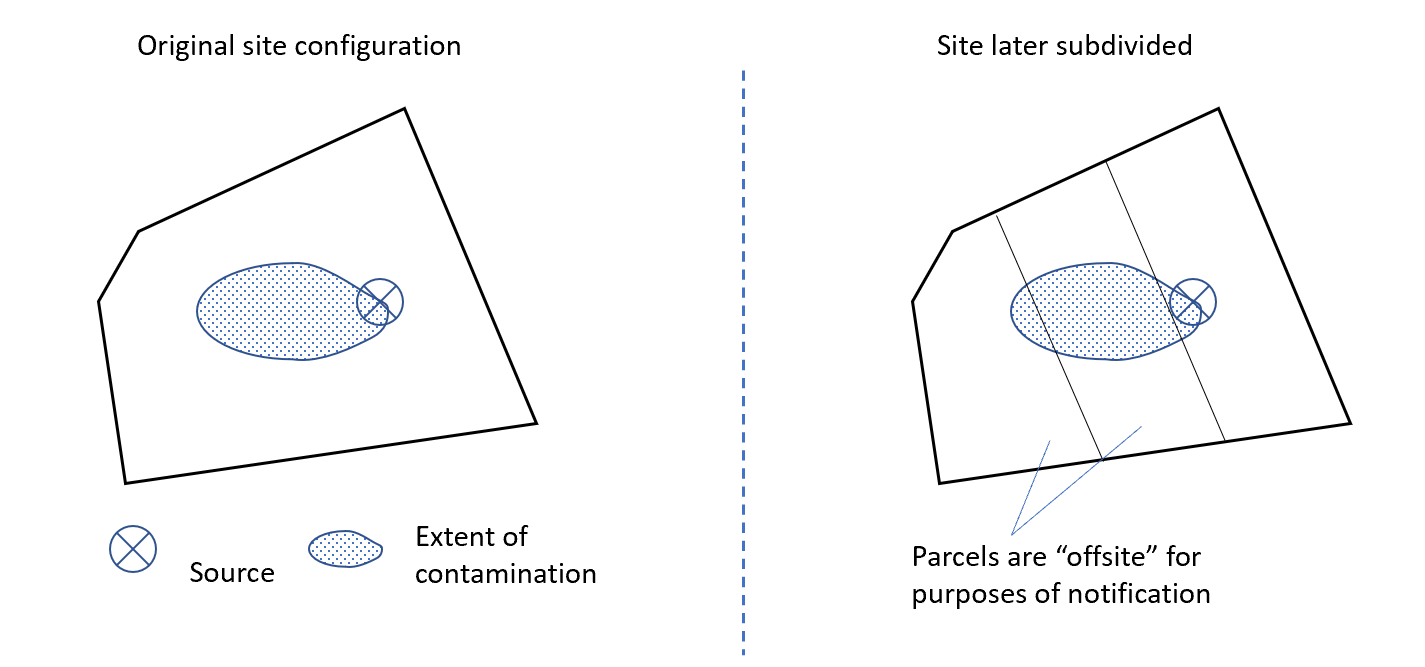 Original site configuration
Site later subdivided
Source
Extent of
contamination
Parcels are “offsite” for
purposes of notification